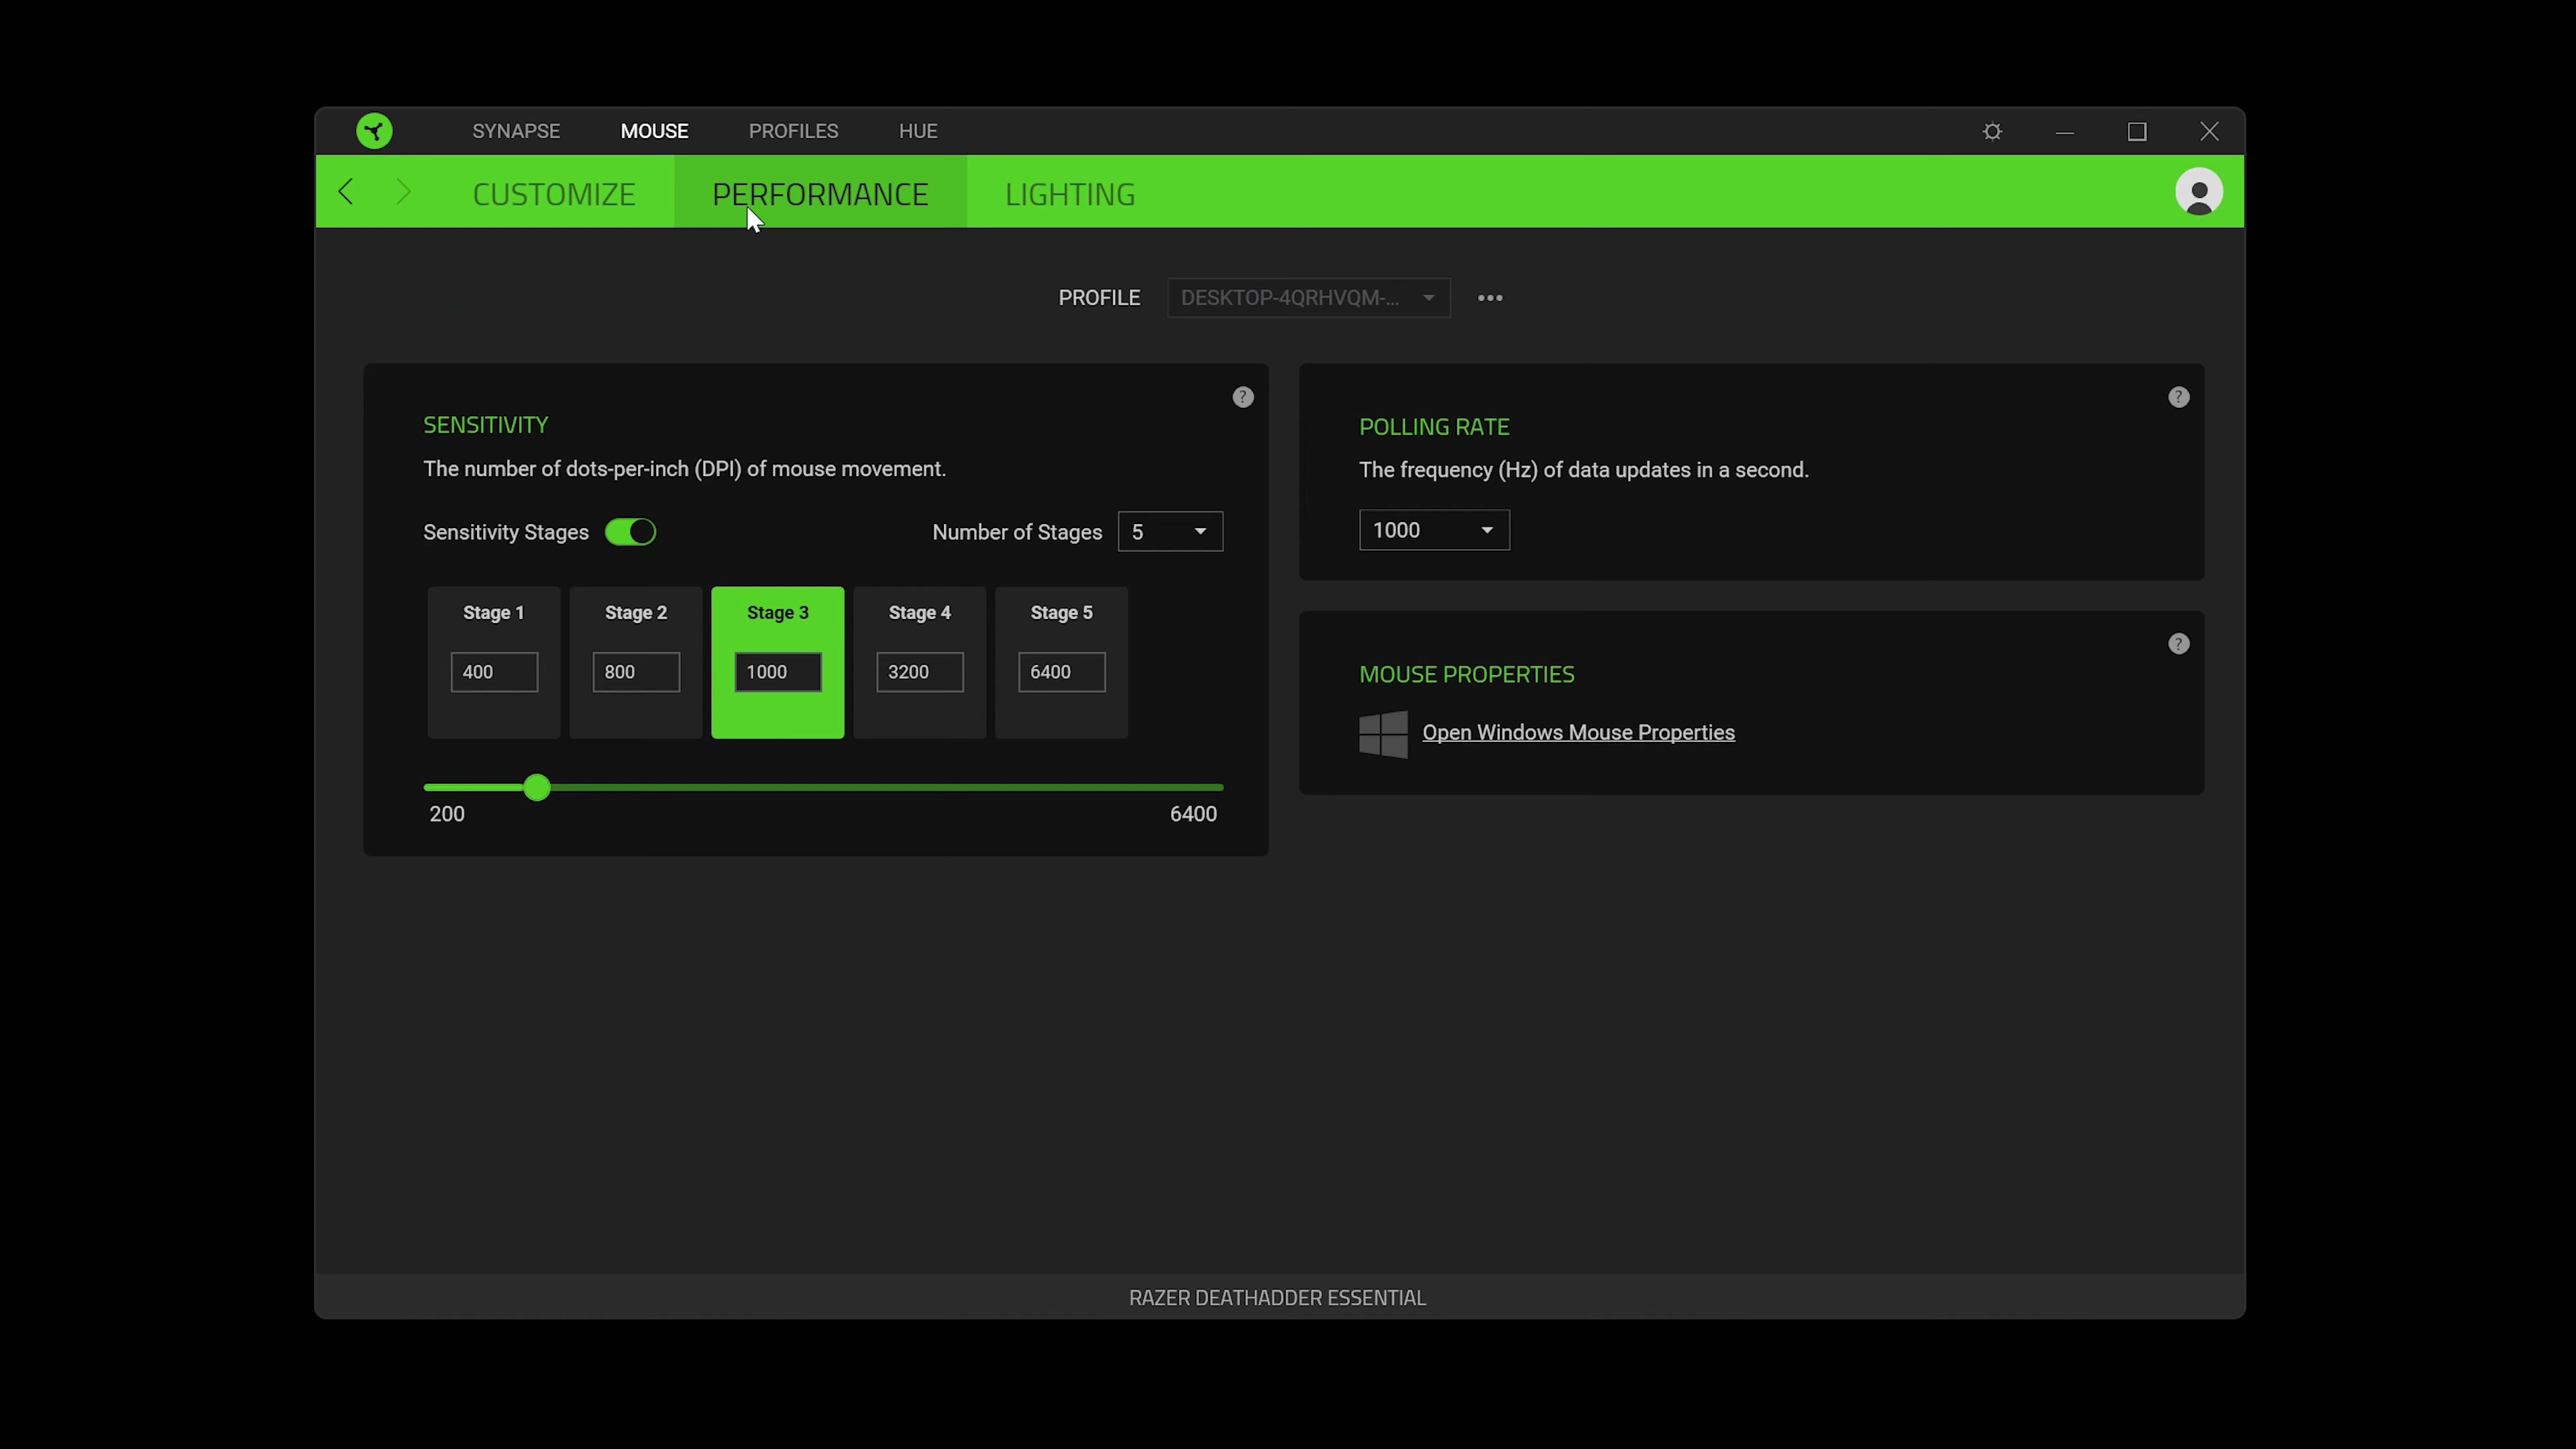 SYNAPSE MOUSE PROFILES HUE
CUSTOMIZE PERFORMANCE LIGHTING
PROFILE DESKTOP-4QRHVQM-...
SENSITIVITY
The number of dots-per-inch (DPI) of mouse movement.
Sensitivity Stages Number of Stages 5
Stage 1 Stage 2 Stage 3 Stage 4 Stage 5
400 800 1000 3200 6400
200 6400
POLLING RATE
The frequency (Hz) of data updates in a second.
1000
MOUSE PROPERTIES
Open Windows Mouse Properties
RAZER DEATHADDER ESSENTIAL